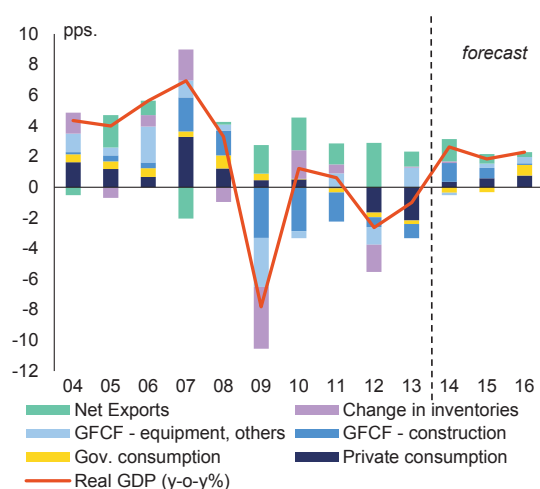 pps.
forecast
10
8
6
4
2
0
-2
-4
-6
-8
-10
-12
04 05 06 07 08 09 10 11 12 13 14 15 16
Net Exports Change in inventories
GFCF - equipment, others GFCF - construction
Gov. consumption Private consumption
Real GDP (y-o-y%)